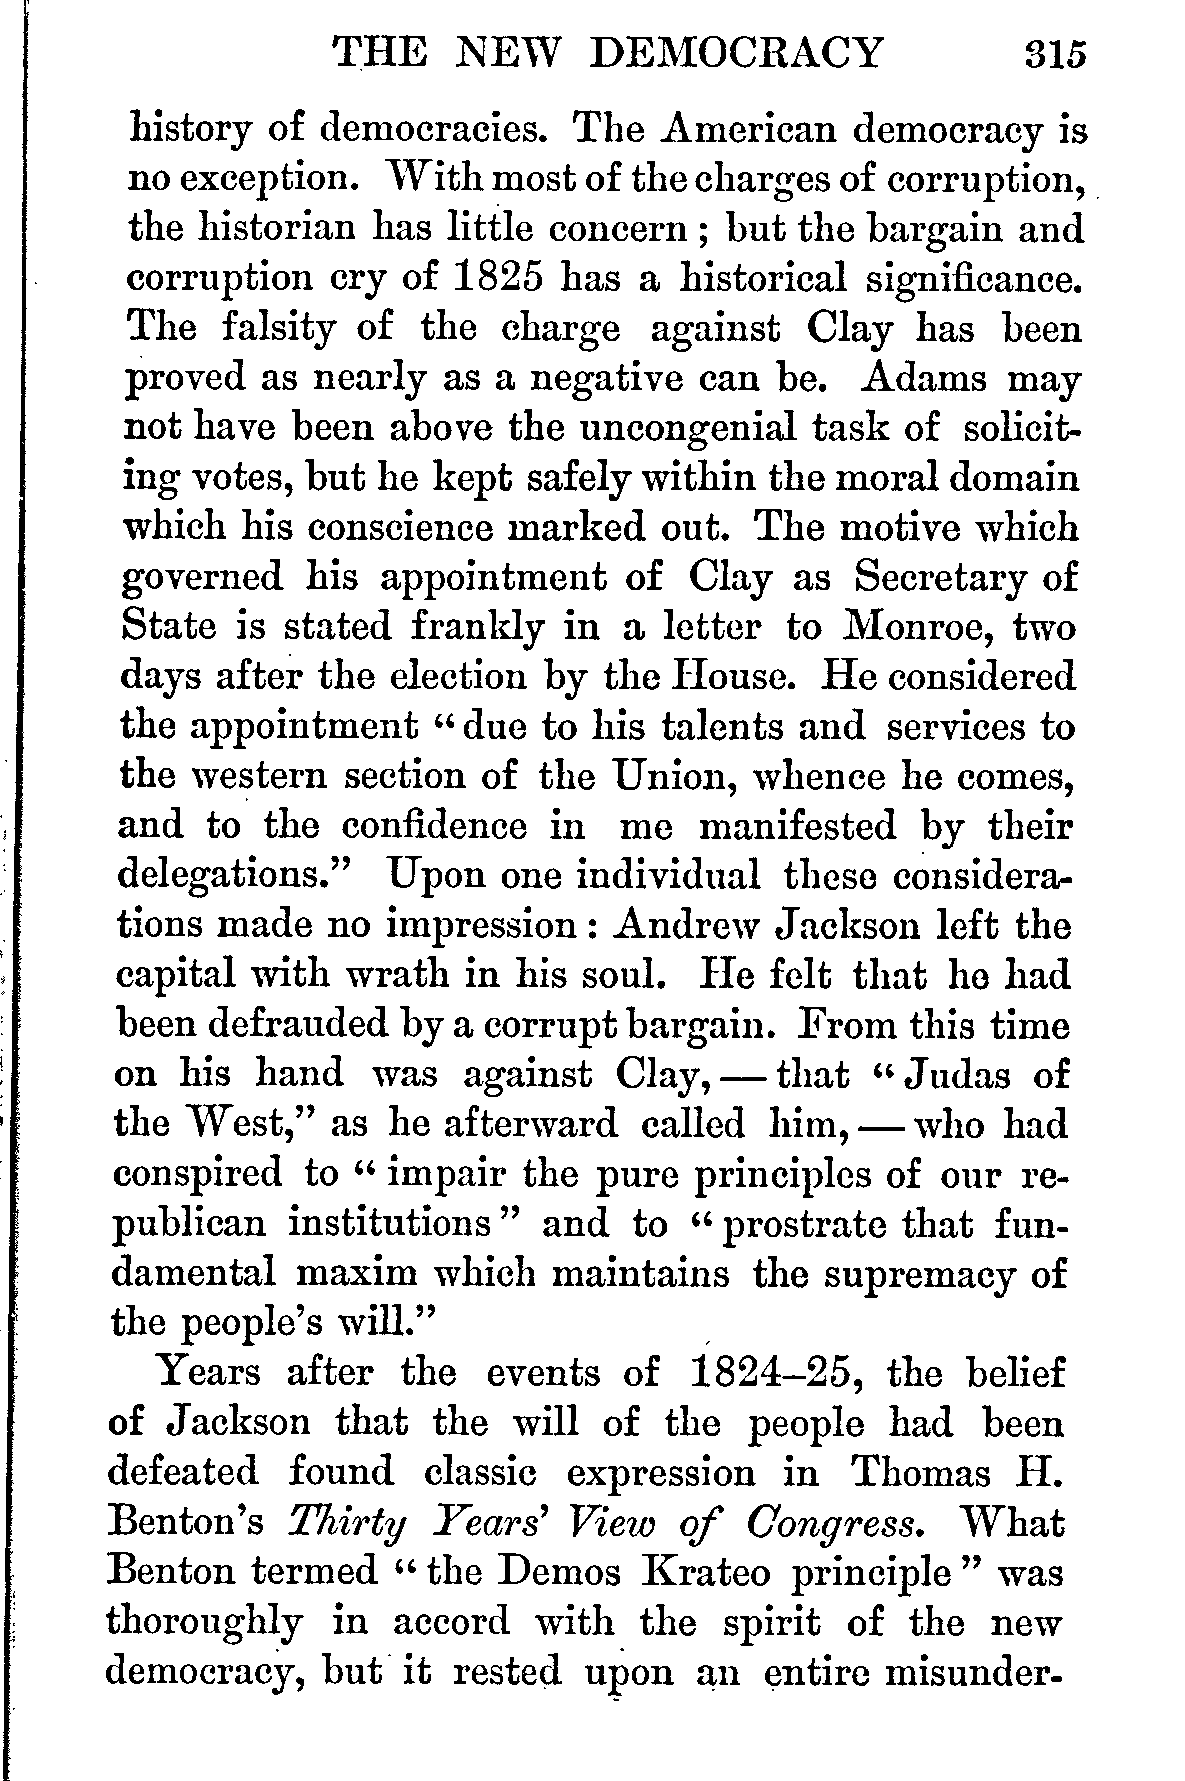 THE NEW DEMOCRACY 315
history of democracies. The American democracy is
no exception. With most of the charges of corruption,
the historian has little concern ; but the bargain and
corruption cry of 1825 has a historical significance.
The falsity of the charge against Clay has been
proved as nearly as a negative can be. Adams may
not have been above the uncongenial task of solicit-
ing votes, but he kept safely within the moral domain
which his conscience marked out. The motive which
governed his appointment of Clay as Secretary of
State is stated frankly in a letter to Monroe, two
days after the election by the House. He considered
the appointment “ due to his talents and services to
the western section of the Union, whence he comes,
and to the confidence in me manifested by their
delegations.” Upon one individual these considera-
tions made no impression : Andrew Jackson left the
capital with wrath in his soul. He felt that he had
been defrauded by a corrupt bargain. From this time
on his hand was against Clay, — that “ Judas of
the West,” as he afterward called him, — who had
conspired to “ impair the pure principles of our re-
publican institutions ” and to “ prostrate that fun-
damental maxim which maintains the supremacy of
the people’s will.”
Years after the events of 1824–25, the belief
of Jackson that the will of the people had been
defeated found classic expression in Thomas H.
Benton’s Thirty Years’ View of Congress. What
Benton termed “ the Demos Krateo principle ” was
thoroughly in accord with the spirit of the new
democracy, but it rested upon an entire misunder-